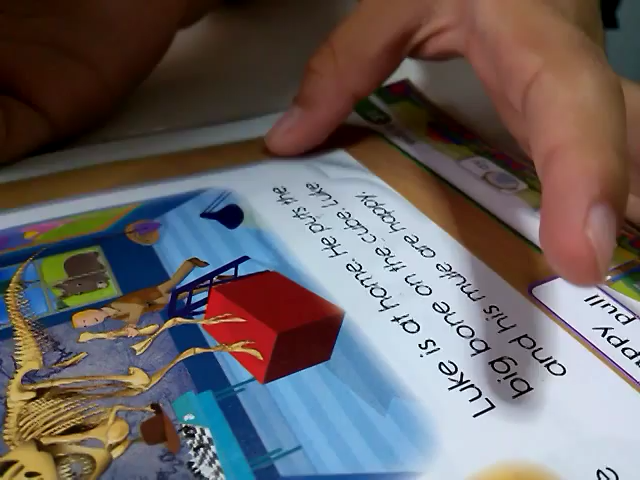 Luke is at home. He puts the
big bone on the cube. Luke
and his mule are happy.
ppy
pull
e